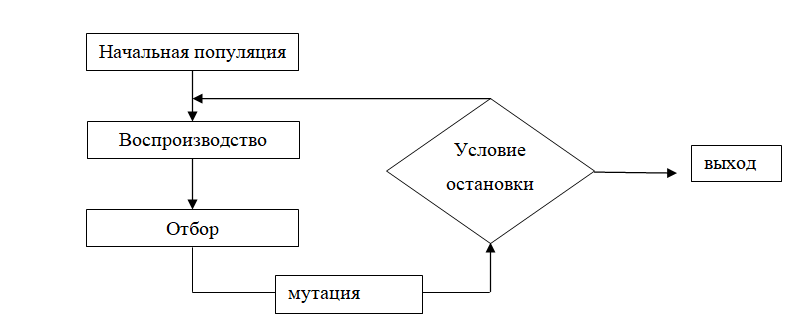 Начальная популяция
Воспроизводство
Условие
остановки
выход
Отбор
мутация